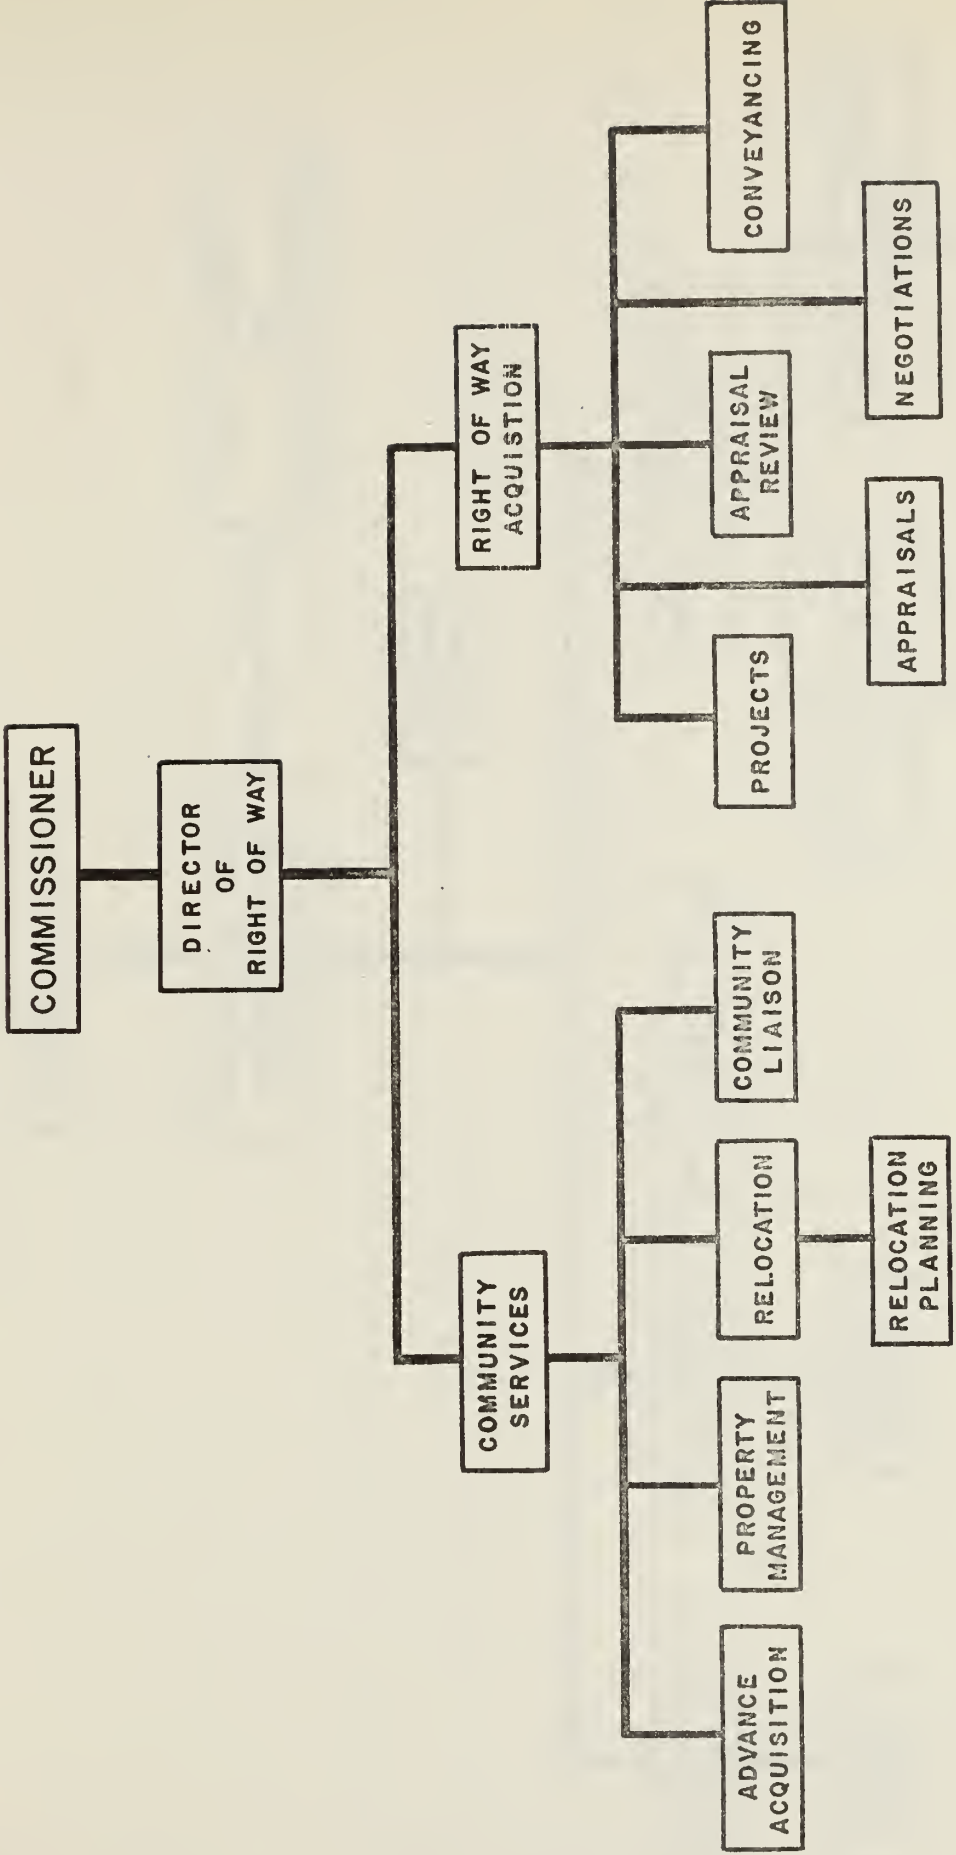 COMMISSIONER
DIRECTOR
OF
RIGHT OF WAY
COMMUNITY
SERVICES
RIGHT OF WAY
ACQUISTION
ADVANCE
ACQUISITION
PROPERTY
MANAGEMENT
RELOCATION
COMMUNITY
LIAISON
PROJECTS
APPRAISAL
REVIEW
CONVEYANCING
RELOCATION
PLANNING
APPRAISALS
NEGOTIATIONS